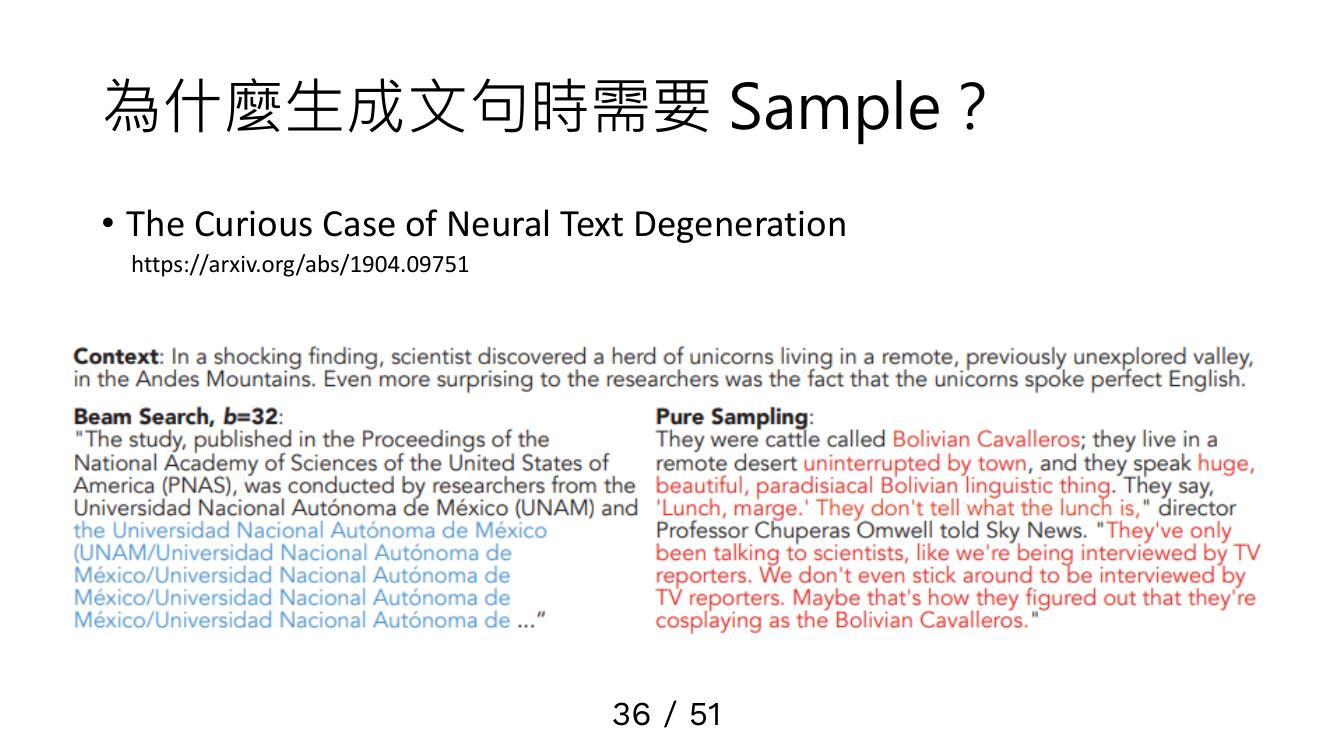 為什麼生成文句時需要 Sample？
• The Curious Case of Neural Text Degeneration
https://arxiv.org/abs/1904.09751
Context: In a shocking finding, scientist discovered a herd of unicorns living in a remote, previously unexplored valley,
in the Andes Mountains. Even more surprising to the researchers was the fact that the unicorns spoke perfect English.
Beam Search, b=32:
"The study, published in the Proceedings of the
National Academy of Sciences of the United States of
America (PNAS), was conducted by researchers from the
Universidad Nacional Autónoma de México (UNAM) and
the Universidad Nacional Autónoma de México
(UNAM/Universidad Nacional Autónoma de
México/Universidad Nacional Autónoma de
México/Universidad Nacional Autónoma de
México/Universidad Nacional Autónoma de ...”
Pure Sampling:
They were cattle called Bolivian Cavalleros; they live in a
remote desert uninterrupted by town, and they speak huge,
beautiful, paradisiacal Bolivian linguistic thing. They say,
'Lunch, marge.' They don't tell what the lunch is," director
Professor Chuperas Omwell told Sky News. "They've only
been talking to scientists, like we're being interviewed by TV
reporters. We don't even stick around to be interviewed by
TV reporters. Maybe that's how they figured out that they're
cosplaying as the Bolivian Cavalleros."
36 / 51